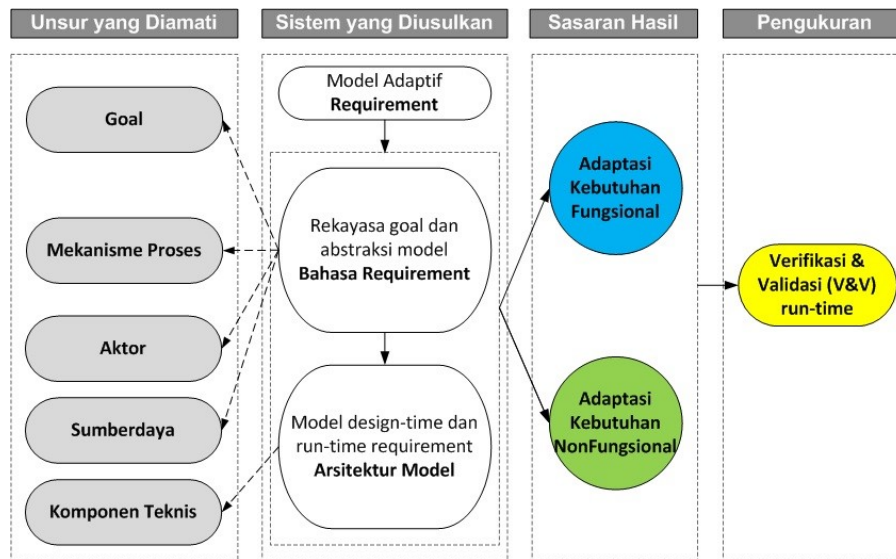 Unsur yang Diamati
Sistem yang Diusulkan
Sasaran Hasil
Pengukuran
Goal
Mekanisme Proses
Aktor
Sumberdaya
Komponen Teknis
Model Adaptif
Requirement
Rekayasa goal dan
abstraksi model
Bahasa Requirement
Model design-time dan
run-time requirement
Arsitektur Model
Adaptasi
Kebutuhan
Fungsional
Adaptasi
Kebutuhan
NonFungsional
Verifikasi &
Validasi (V&V)
run-time